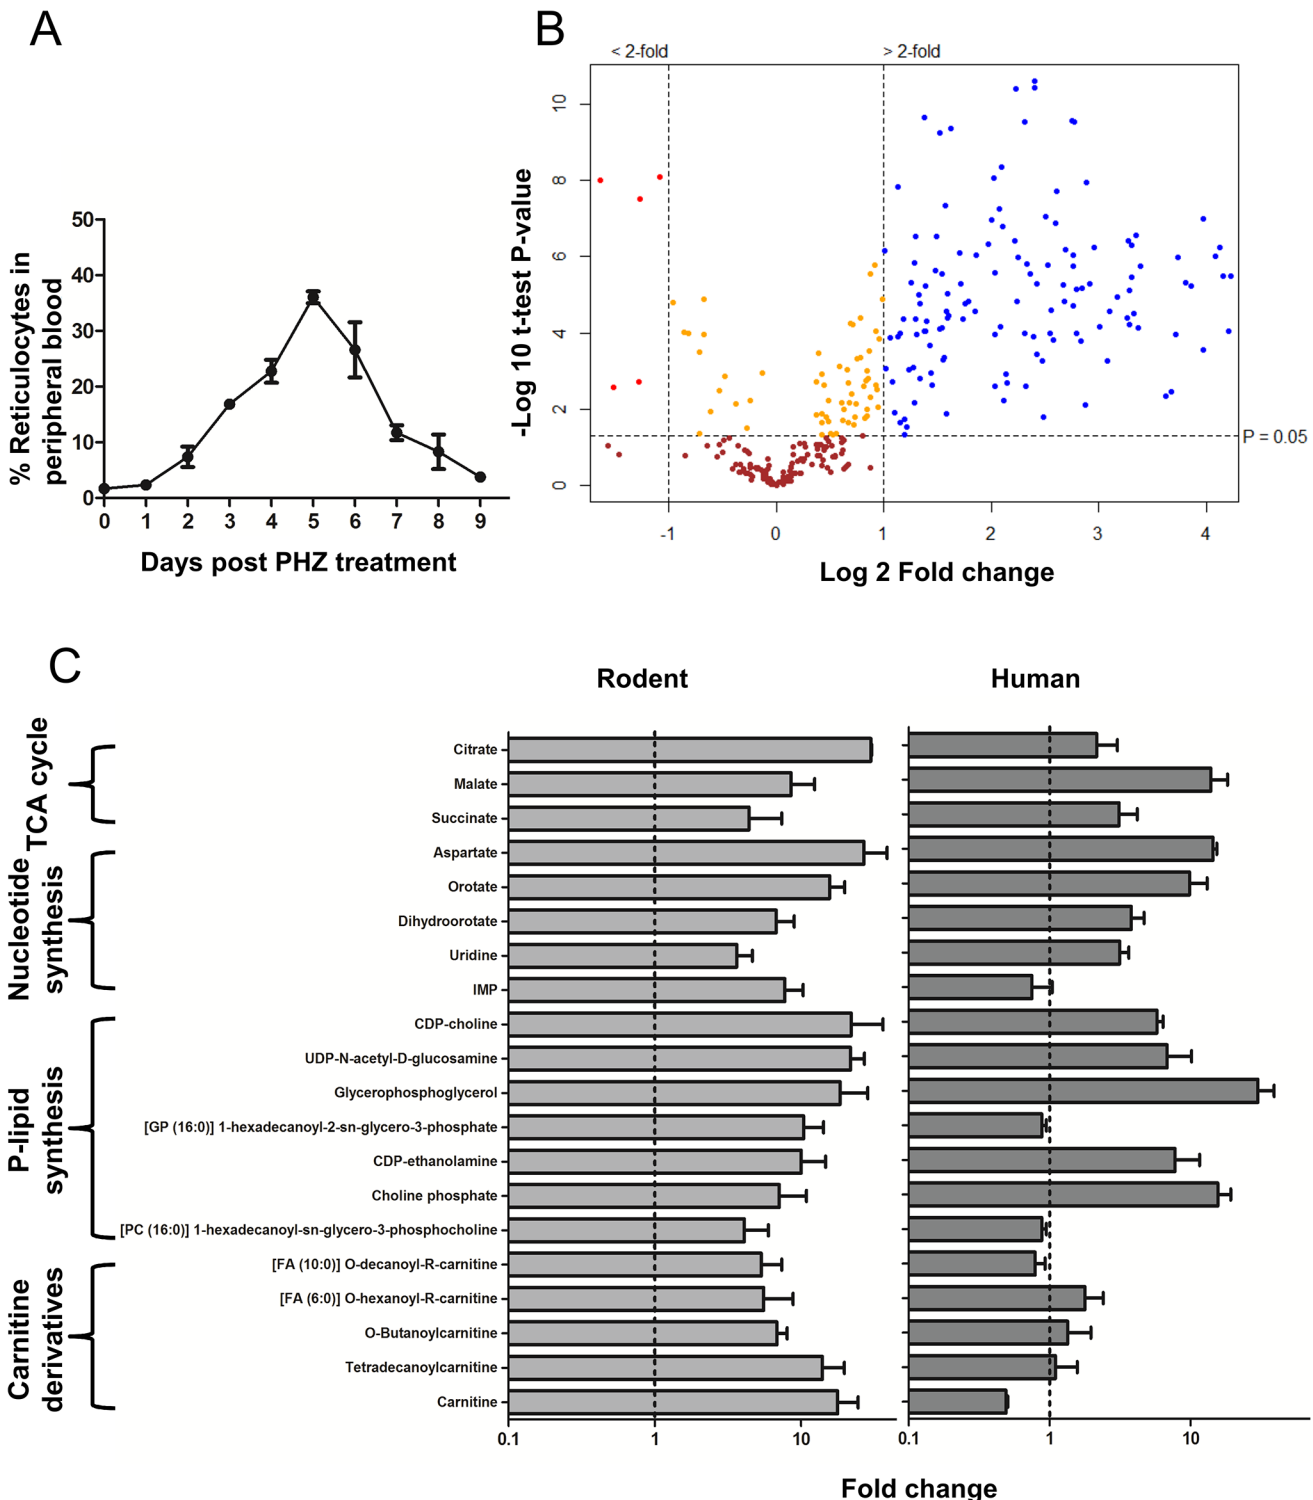 A
% Reticulocytes in
peripheral blood
50
40
30
20
10
0
0 1 2 3 4 5 6 7 8 9
Days post PHZ treatment
B
< 2-fold > 2-fold
-Log 10 t-test P-value
10
8
6
4
2
0
P = 0.05
-1 0 1 2 3 4
Log 2 Fold change
C
Rodent Human
TCA cycle
Citrate
Malate
Succinate
Nucleotide
synthesis
Aspartate
Orotate
Dihydroorotate
Uridine
IMP
P-lipid
synthesis
CDP-choline
UDP-N-acetyl-D-glucosamine
Glycerophosphoglycerol
[GP (16:0)] 1-hexadecanoyl-2-sn-glycero-3-phosphate
CDP-ethanolamine
Choline phosphate
[PC (16:0)] 1-hexadecanoyl-sn-glycero-3-phosphocholine
Carnitine
derivatives
[FA (10:0)] O-decanoyl-R-carnitine
[FA (6:0)] O-hexanoyl-R-carnitine
O-Butanoylcarnitine
Tetradecanoylcarnitine
Carnitine
0.1 1 10 0.1 1 10
Fold change